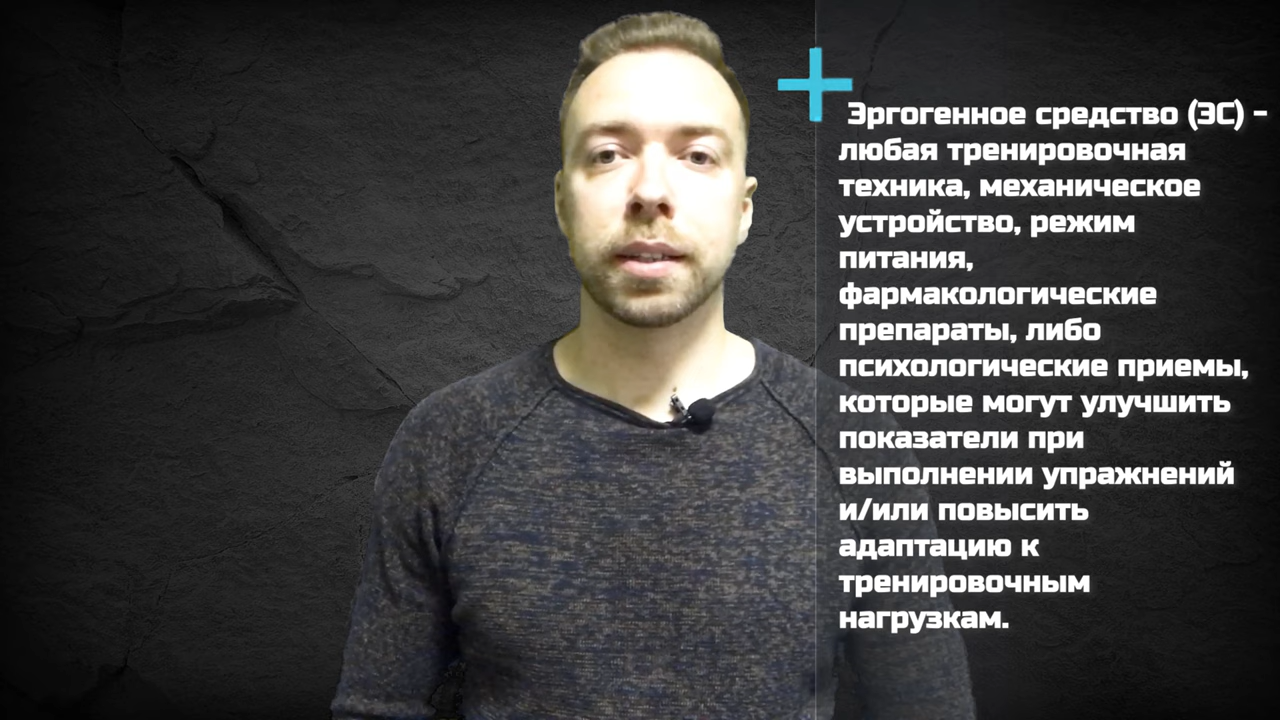 Эргогенное средство (ЭС) -
любая тренировочная
техника, механическое
устройство, режим
питания,
фармакологические
препараты, либо
психологические приемы,
которые могут улучшить
показатели при
выполнении упражнений
и/или повысить
адаптацию к
тренировочным
нагрузкам.